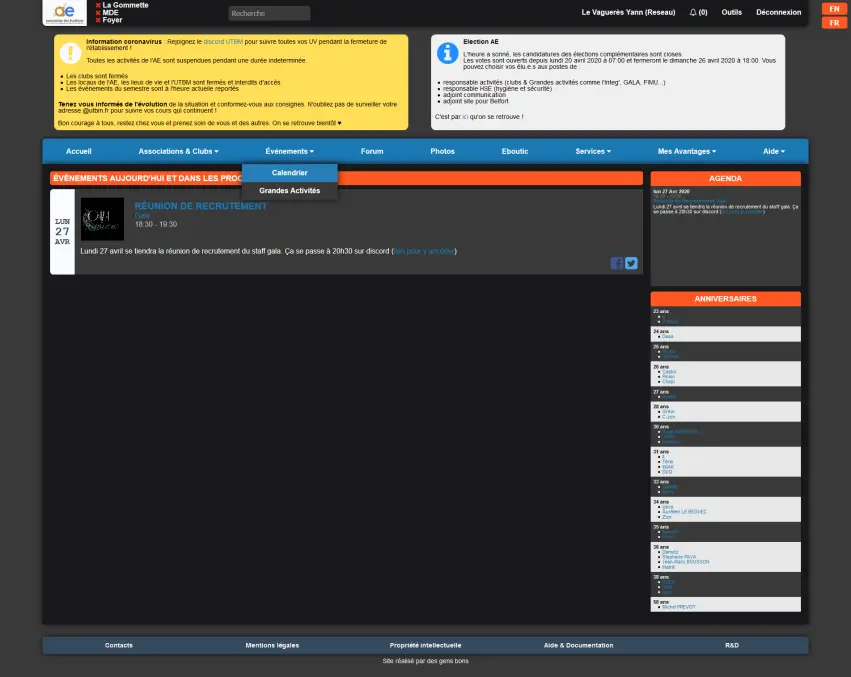 ae
La Gommette
MDE
Foyer
Recherche
Le Vaguerès Yann (Reseau)
(0)
Outils
Déconnexion
EN
FR
Information coronavirus : Rejoignez le discord UTBM pour suivre toutes vos UV pendant la fermeture de
l'établissement !
Toutes les activités de l'AE sont suspendues pendant une durée indeterminée.
Les clubs sont fermés
Les locaux de l'AE, les lieux de vie et l'UTBM sont fermés et interdits d'accès
Les événements du semestre sont à l'heure actuelle reportés
Tenez vous informés de l'évolution de la situation et conformez-vous aux consignes. N'oubliez pas de surveiller votre
adresse @utbm.fr pour suivre vos cours qui continuent !
Bon courage à tous, restez chez vous et prenez soin de vous et des autres. On se retrouve bientôt ♥
Election AE
L'heure a sonné, les candidatures des élections complémentaires sont closes.
Les votes sont ouverts depuis lundi 20 avril 2020 à 07:00 et fermeront le dimanche 26 avril 2020 à 18:00. Vous
pouvez choisir vos élu.e.s aux postes de :
responsable activités (clubs & Grandes activités comme l'Integ', GALA, FIMU...)
responsable HSE (hygiène et sécurité)
adjoint communication
adjoint site pour Belfort
C'est par ici qu'on se retrouve !
Accueil
Associations & Clubs
Événements
Forum
Photos
Eboutic
Services
Mes Avantages
Aide
Calendrier
Grandes Activités
ÉVÉNEMENTS AUJOURD'HUI ET DANS LES PROC
LUN
27
AVR
RÉUNION DE RECRUTEMENT
Gala
18:30 - 19:30
Lundi 27 avril se tiendra la réunion de recrutement du staff gala. Ça se passe à 20h30 sur discord (lien pour y accéder)
AGENDA
lun 27 Avr 2020
18:30 - 19:30
Réunion de Recrutement Gala
Lundi 27 avril se tiendra la réunion de recrutement du staff gala. Ça
se passe à 20h30 sur discord (lien pour y accéder)
ANNIVERSAIRES
23 ans
24 ans
25 ans
26 ans
27 ans
28 ans
30 ans
31 ans
33 ans
34 ans
Aurélien LE BEGHEC
35 ans
36 ans
Stephane PAYA
Jean-Marc BOUSSON
38 ans
58 ans
Michel PREVOT
Contacts
Mentions légales
Propriété intellectuelle
Aide & Documentation
R&D
Site réalisé par des gens bons